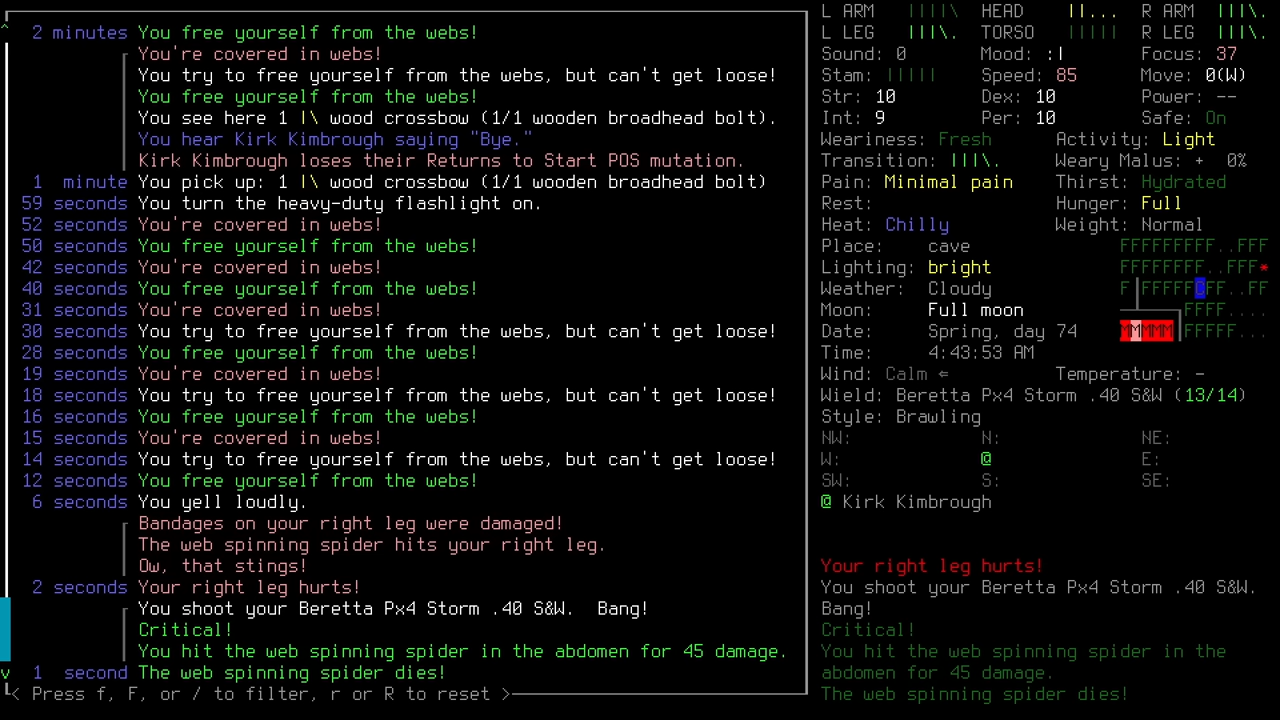 2 minutes You free yourself from the webs!
You're covered in webs!
You try to free yourself from the webs, but can't get loose!
You free yourself from the webs!
You see here 1 |\ wood crossbow (1/1 wooden broadhead bolt).
You hear Kirk Kimbrough saying "Bye."
Kirk Kimbrough loses their Returns to Start POS mutation.
1 minute You pick up: 1 |\ wood crossbow (1/1 wooden broadhead bolt)
59 seconds You turn the heavy-duty flashlight on.
52 seconds You're covered in webs!
50 seconds You free yourself from the webs!
42 seconds You're covered in webs!
40 seconds You free yourself from the webs!
31 seconds You're covered in webs!
30 seconds You try to free yourself from the webs, but can't get loose!
28 seconds You free yourself from the webs!
19 seconds You're covered in webs!
18 seconds You try to free yourself from the webs, but can't get loose!
16 seconds You free yourself from the webs!
15 seconds You're covered in webs!
14 seconds You try to free yourself from the webs, but can't get loose!
12 seconds You free yourself from the webs!
6 seconds You yell loudly.
Bandages on your right leg were damaged!
The web spinning spider hits your right leg.
Ow, that stings!
2 seconds Your right leg hurts!
You shoot your Beretta Px4 Storm .40 S&W.  Bang!
Critical!
You hit the web spinning spider in the abdomen for 45 damage.
1 second The web spinning spider dies!
< Press f, F, or / to filter, r or R to reset >
L ARM ||||\ HEAD ||... R ARM |||\.
L LEG |||\. TORSO ||||| R LEG |||\.
Sound: 0 Mood: :| Focus: 37
Stam: ||||| Speed: 85 Move: 0(W)
Str: 10 Dex: 10 Power: --
Int: 9 Per: 10 Safe: On
Weariness: Fresh Activity: Light
Transition: |||\. Weary Malus: + 0%
Pain: Minimal pain Thirst: Hydrated
Rest: Hunger: Full
Heat: Chilly Weight: Normal
Place: cave FFFFFFFFF..FFF
Lighting: bright FFFFFFFF..FFF*
Weather: Cloudy F FFFFFCFF..FF
Moon: Full moon FFFF....
Date: Spring, day 74 MMMMM FFFFF...
Time: 4:43:53 AM
Wind: Calm ⇐ Temperature: -
Wield: Beretta Px4 Storm .40 S&W (13/14)
Style: Brawling
NW: N: NE:
W: @ E:
SW: S: SE:
@ Kirk Kimbrough
Your right leg hurts!
You shoot your Beretta Px4 Storm .40 S&W.
Bang!
Critical!
You hit the web spinning spider in the
abdomen for 45 damage.
The web spinning spider dies!